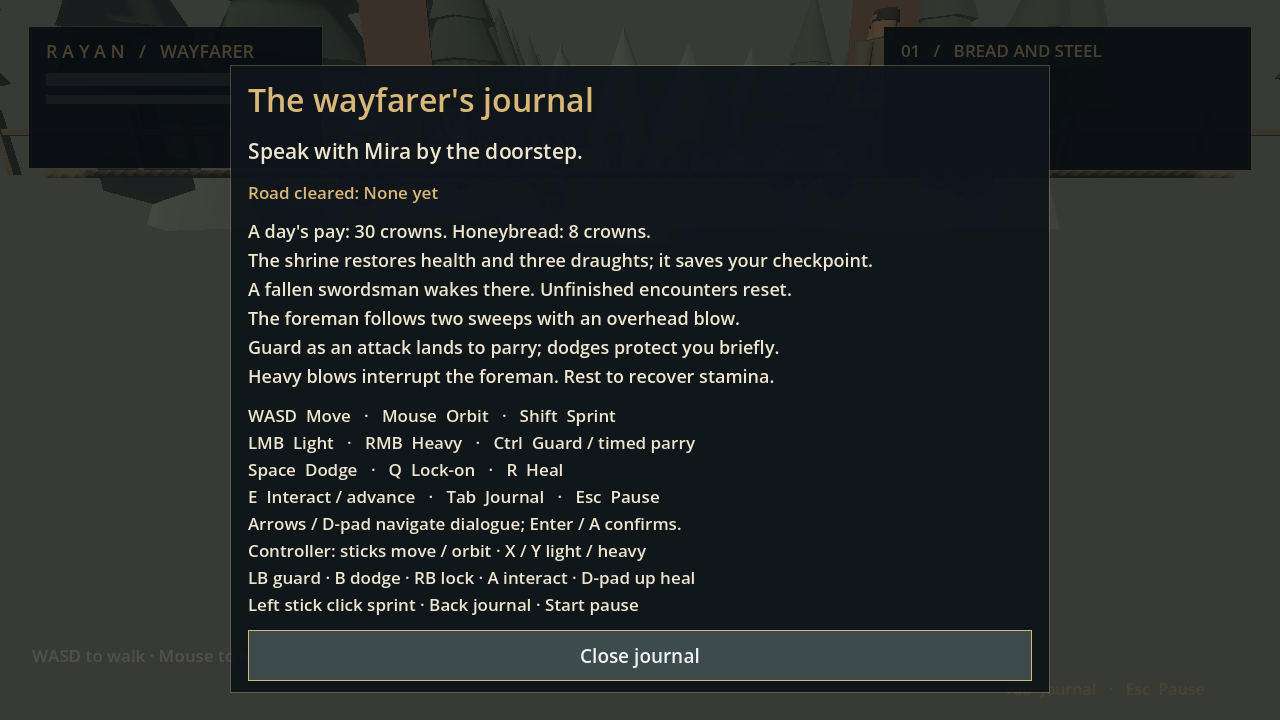 RAYAN / WAYFARER
01 / BREAD AND STEEL
The wayfarer's journal
Speak with Mira by the doorstep.
Road cleared: None yet
A day's pay: 30 crowns. Honeybread: 8 crowns.
The shrine restores health and three draughts; it saves your checkpoint.
A fallen swordsman wakes there. Unfinished encounters reset.
The foreman follows two sweeps with an overhead blow.
Guard as an attack lands to parry; dodges protect you briefly.
Heavy blows interrupt the foreman. Rest to recover stamina.
WASD Move · Mouse Orbit · Shift Sprint
LMB Light · RMB Heavy · Ctrl Guard / timed parry
Space Dodge · Q Lock-on · R Heal
E Interact / advance · Tab Journal · Esc Pause
Arrows / D-pad navigate dialogue; Enter / A confirms.
Controller: sticks move / orbit · X / Y light / heavy
LB guard · B dodge · RB lock · A interact · D-pad up heal
Left stick click sprint · Back journal · Start pause
Close journal
WASD to walk · Mouse to
Journal · Esc Pause